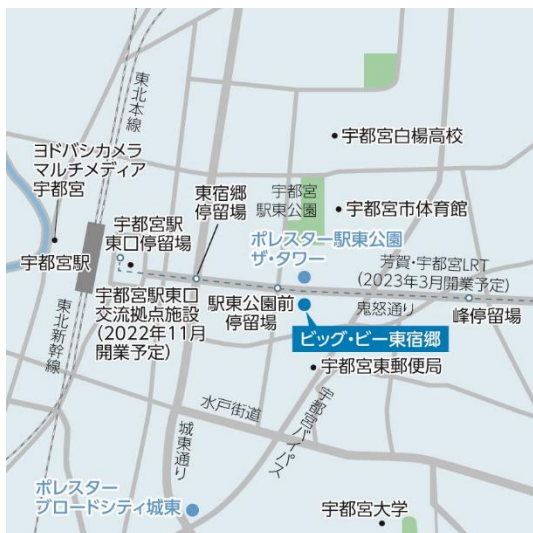 東北本線
宇都宮白楊高校
ヨドバシカメラ
マルチメディア
宇都宮
東宿郷
停留場
宇都宮
駅東公園
宇都宮市体育館
宇都宮駅
東口停留場
ポレスター駅東公園
ザ・タワー
芳賀・宇都宮LRT
(2023年3月開業予定)
宇都宮駅
宇都宮駅東口
交流拠点施設
(2022年11月
開業予定)
駅東公園前
停留場
鬼怒通り
峰停留場
東北新幹線
ビッグ・ビー東宿郷
宇都宮東郵便局
水戸街道
城東通り
宇都宮バイパス
ポレスター
ブロードシティ城東
宇都宮大学